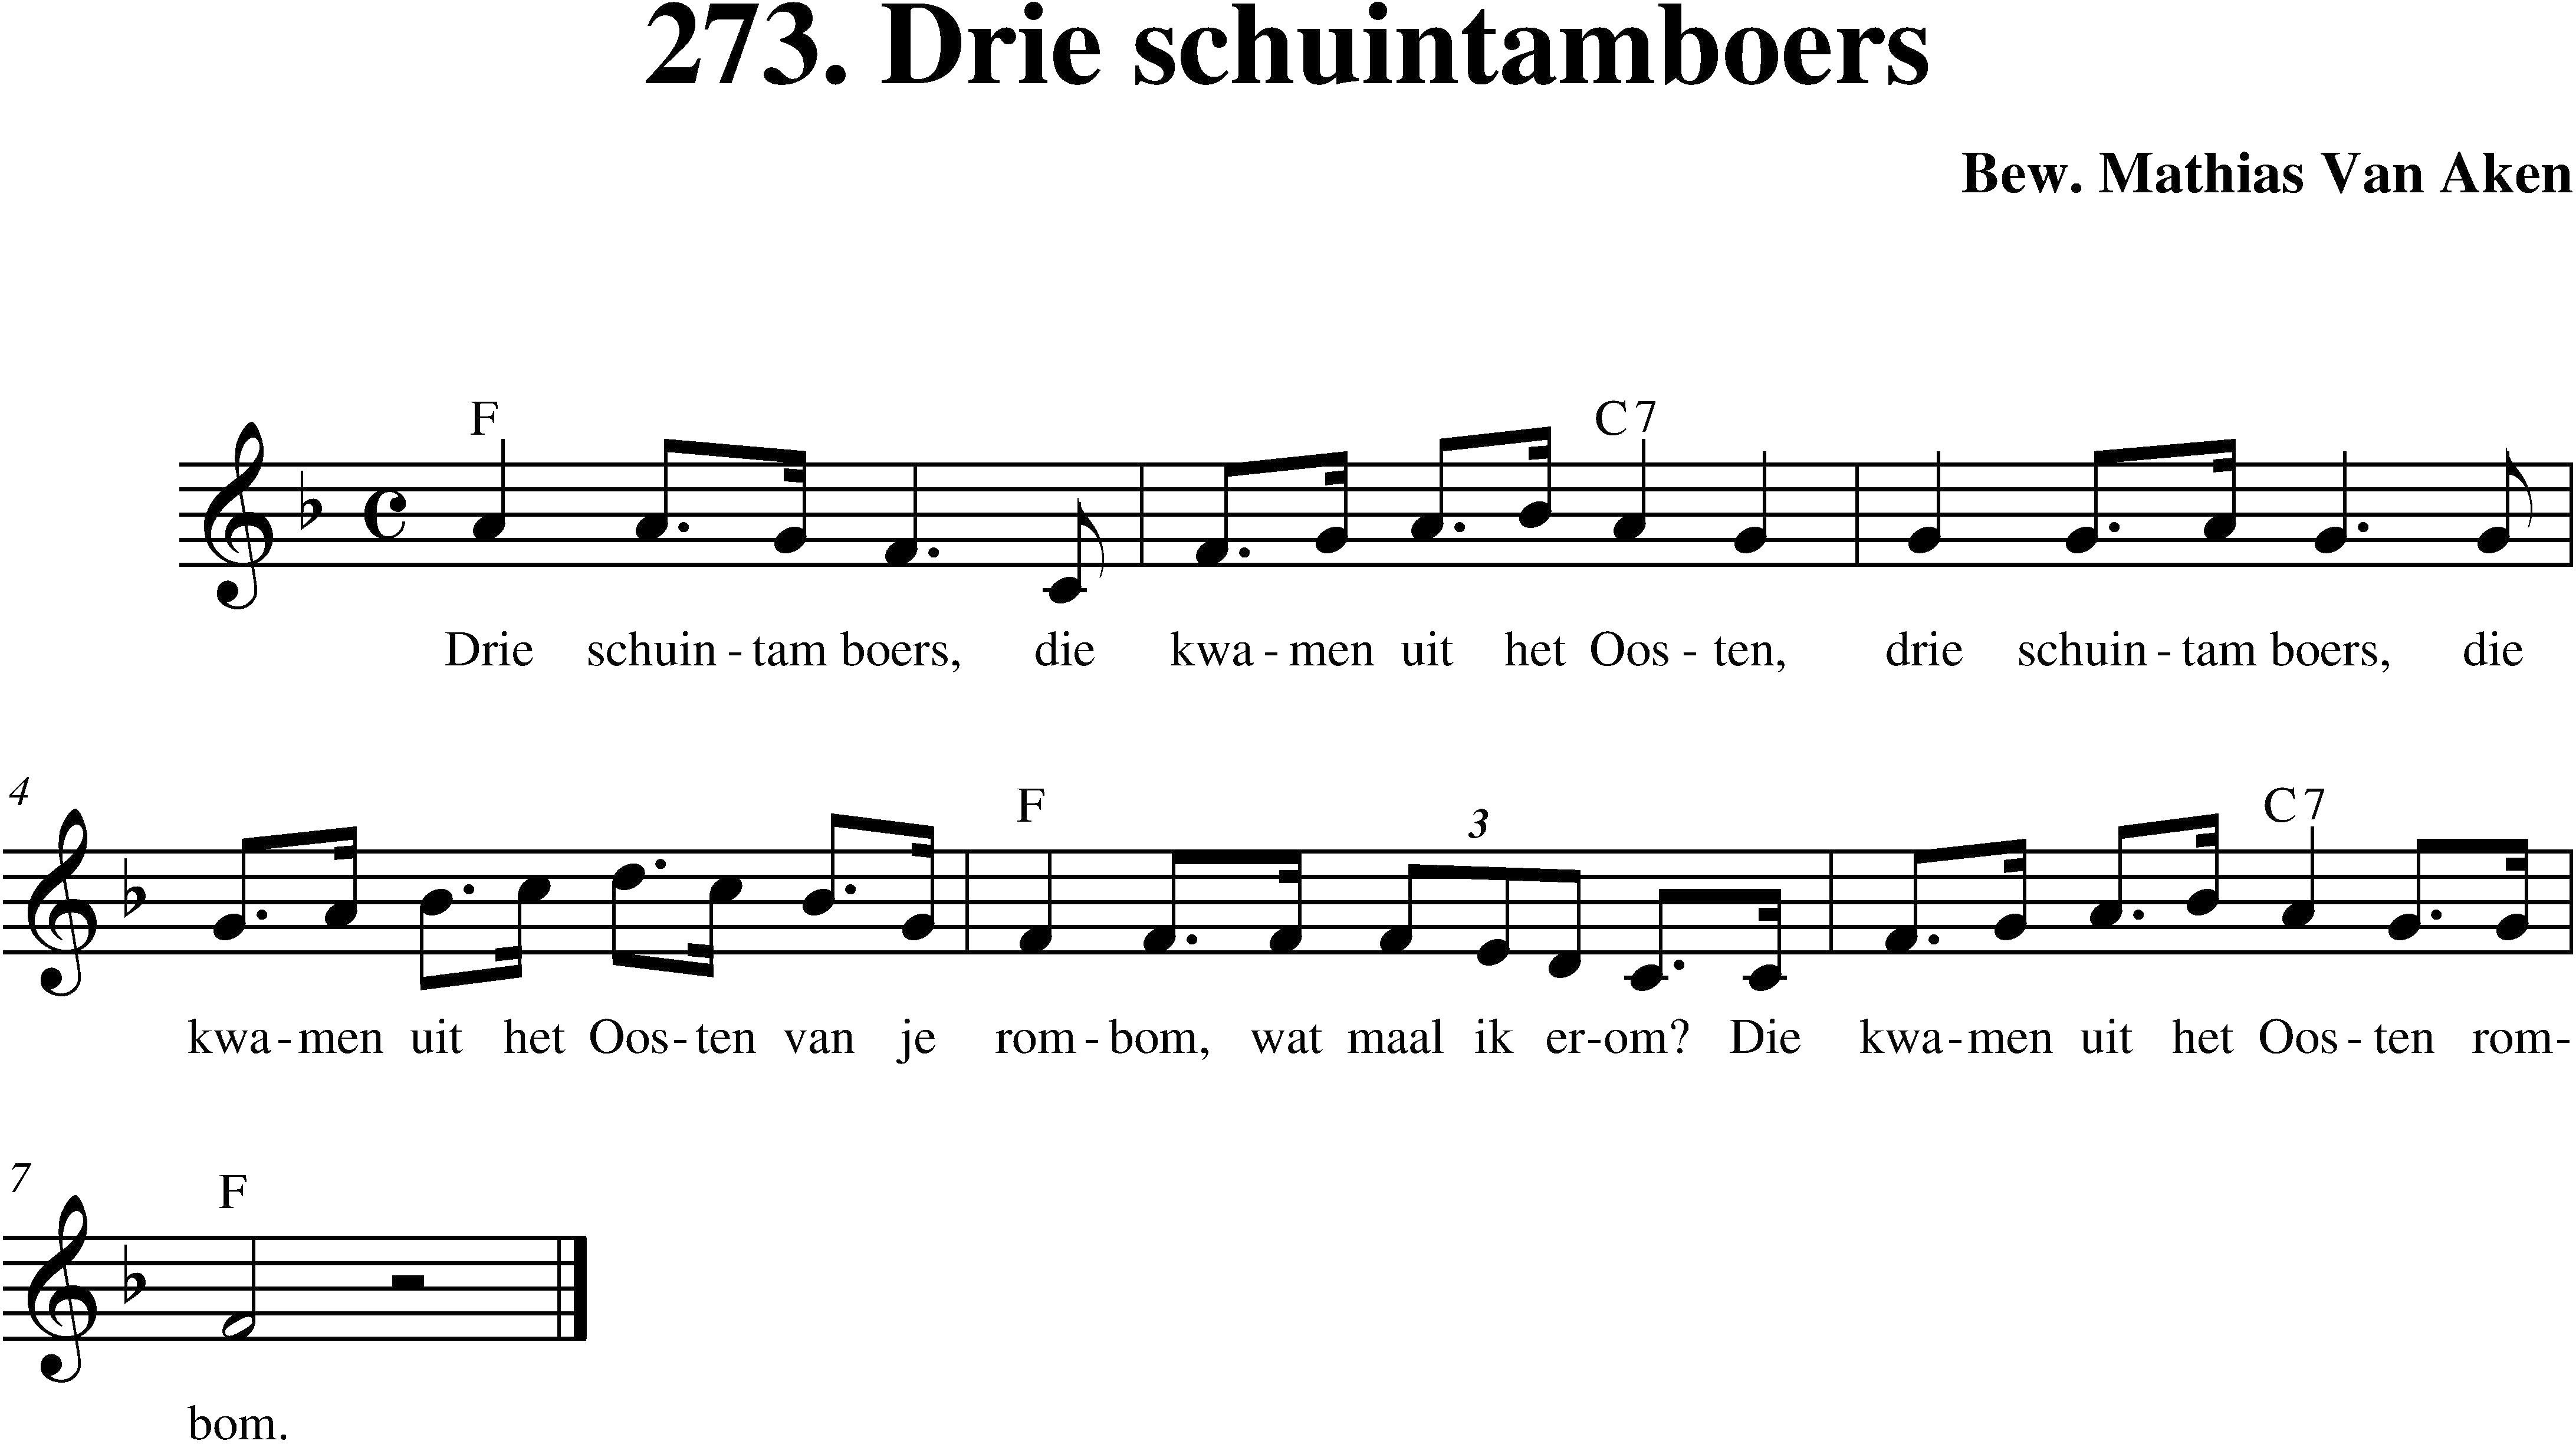 273. Drie schuintamboers
Bew. Mathias Van Aken
F C7
Drie schuin - tam boers, die kwa - men uit het Oos - ten, drie schuin - tam boers, die
4 F 3 C7
kwa - men uit het Oos - ten van je rom - bom, wat maal ik er-om? Die kwa - men uit het Oos - ten rom-
7 F
bom.